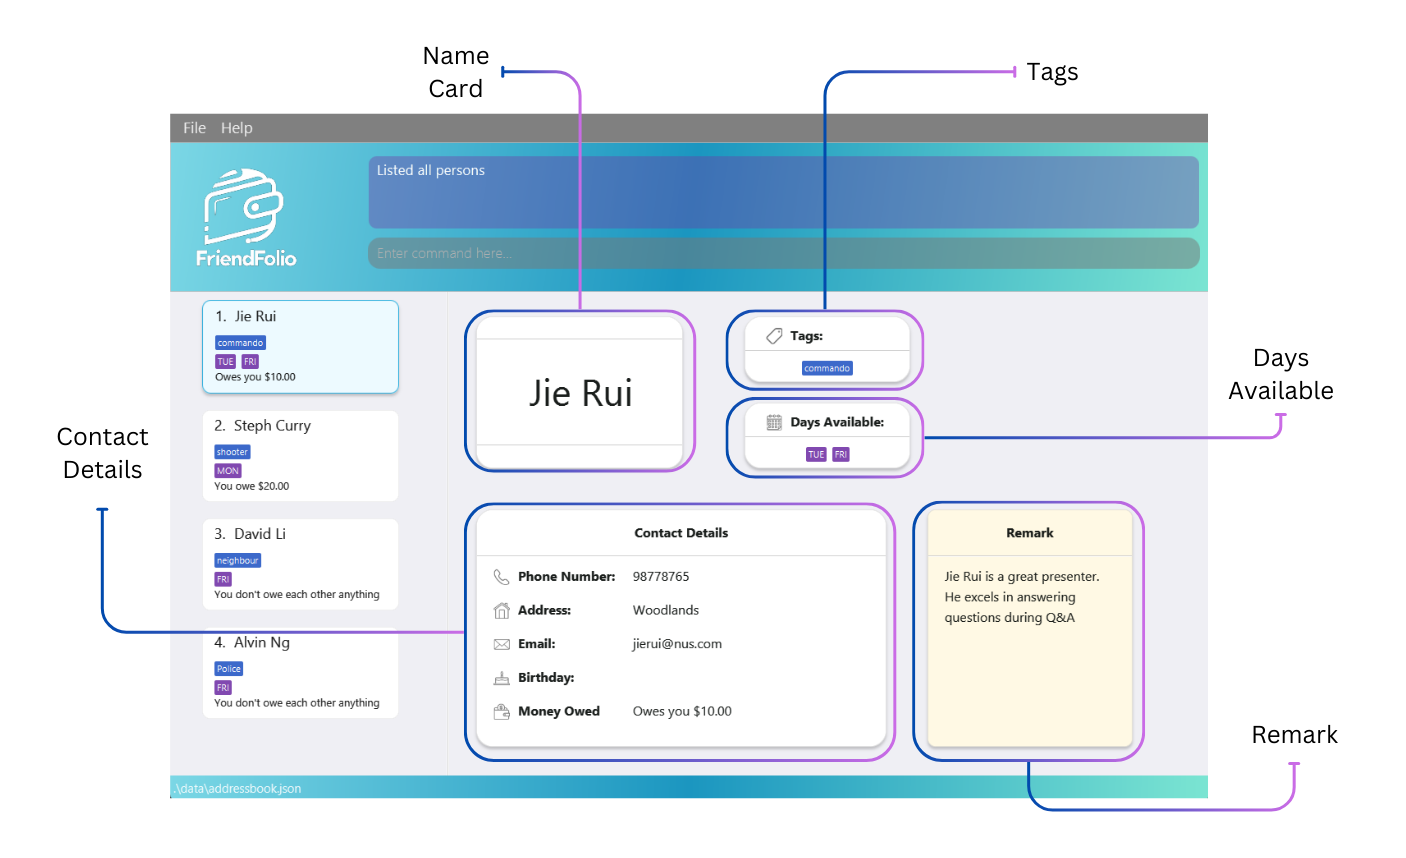 Name
Card
Tags
File Help
Listed all persons
Enter command here...
FriendFolio
1. Jie Rui
commando
TUE FRI
Owes you $10.00
2. Steph Curry
shooter
MON
You owe $20.00
3. David Li
neighbour
FRI
You don't owe each other anything
4. Alvin Ng
Police
FRI
You don't owe each other anything
Contact
Details
Jie Rui
Tags:
commando
Days Available:
TUE FRI
Days
Available
Contact Details
Phone Number: 98778765
Address: Woodlands
Email: jierui@nus.com
Birthday:
Money Owed Owes you $10.00
Remark
Jie Rui is a great presenter.
He excels in answering
questions during Q&A
Remark
.\data\addressbook.json